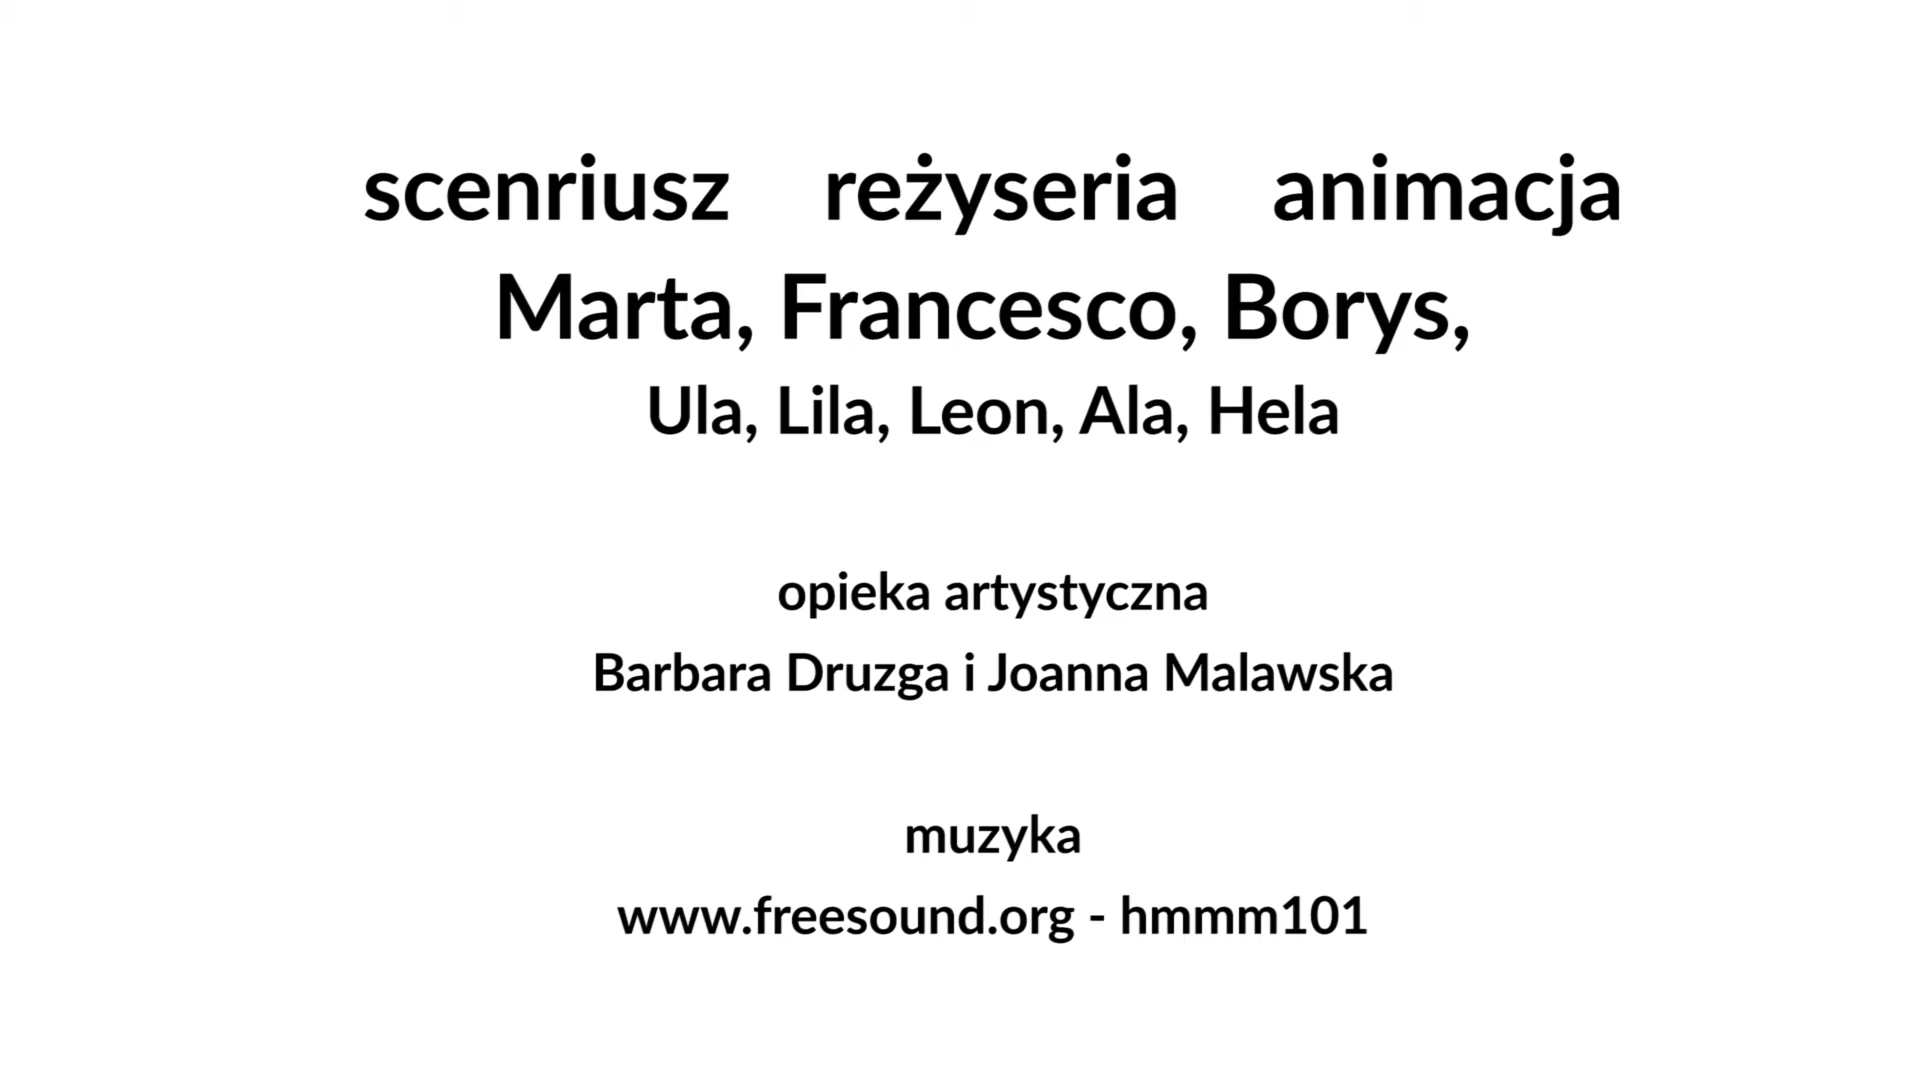 scenriusz reżyseria animacja
Marta, Francesco, Borys,
Ula, Lila, Leon, Ala, Hela
opieka artystyczna
Barbara Druzga i Joanna Malawska
muzyka
www.freesound.org - hmmm101